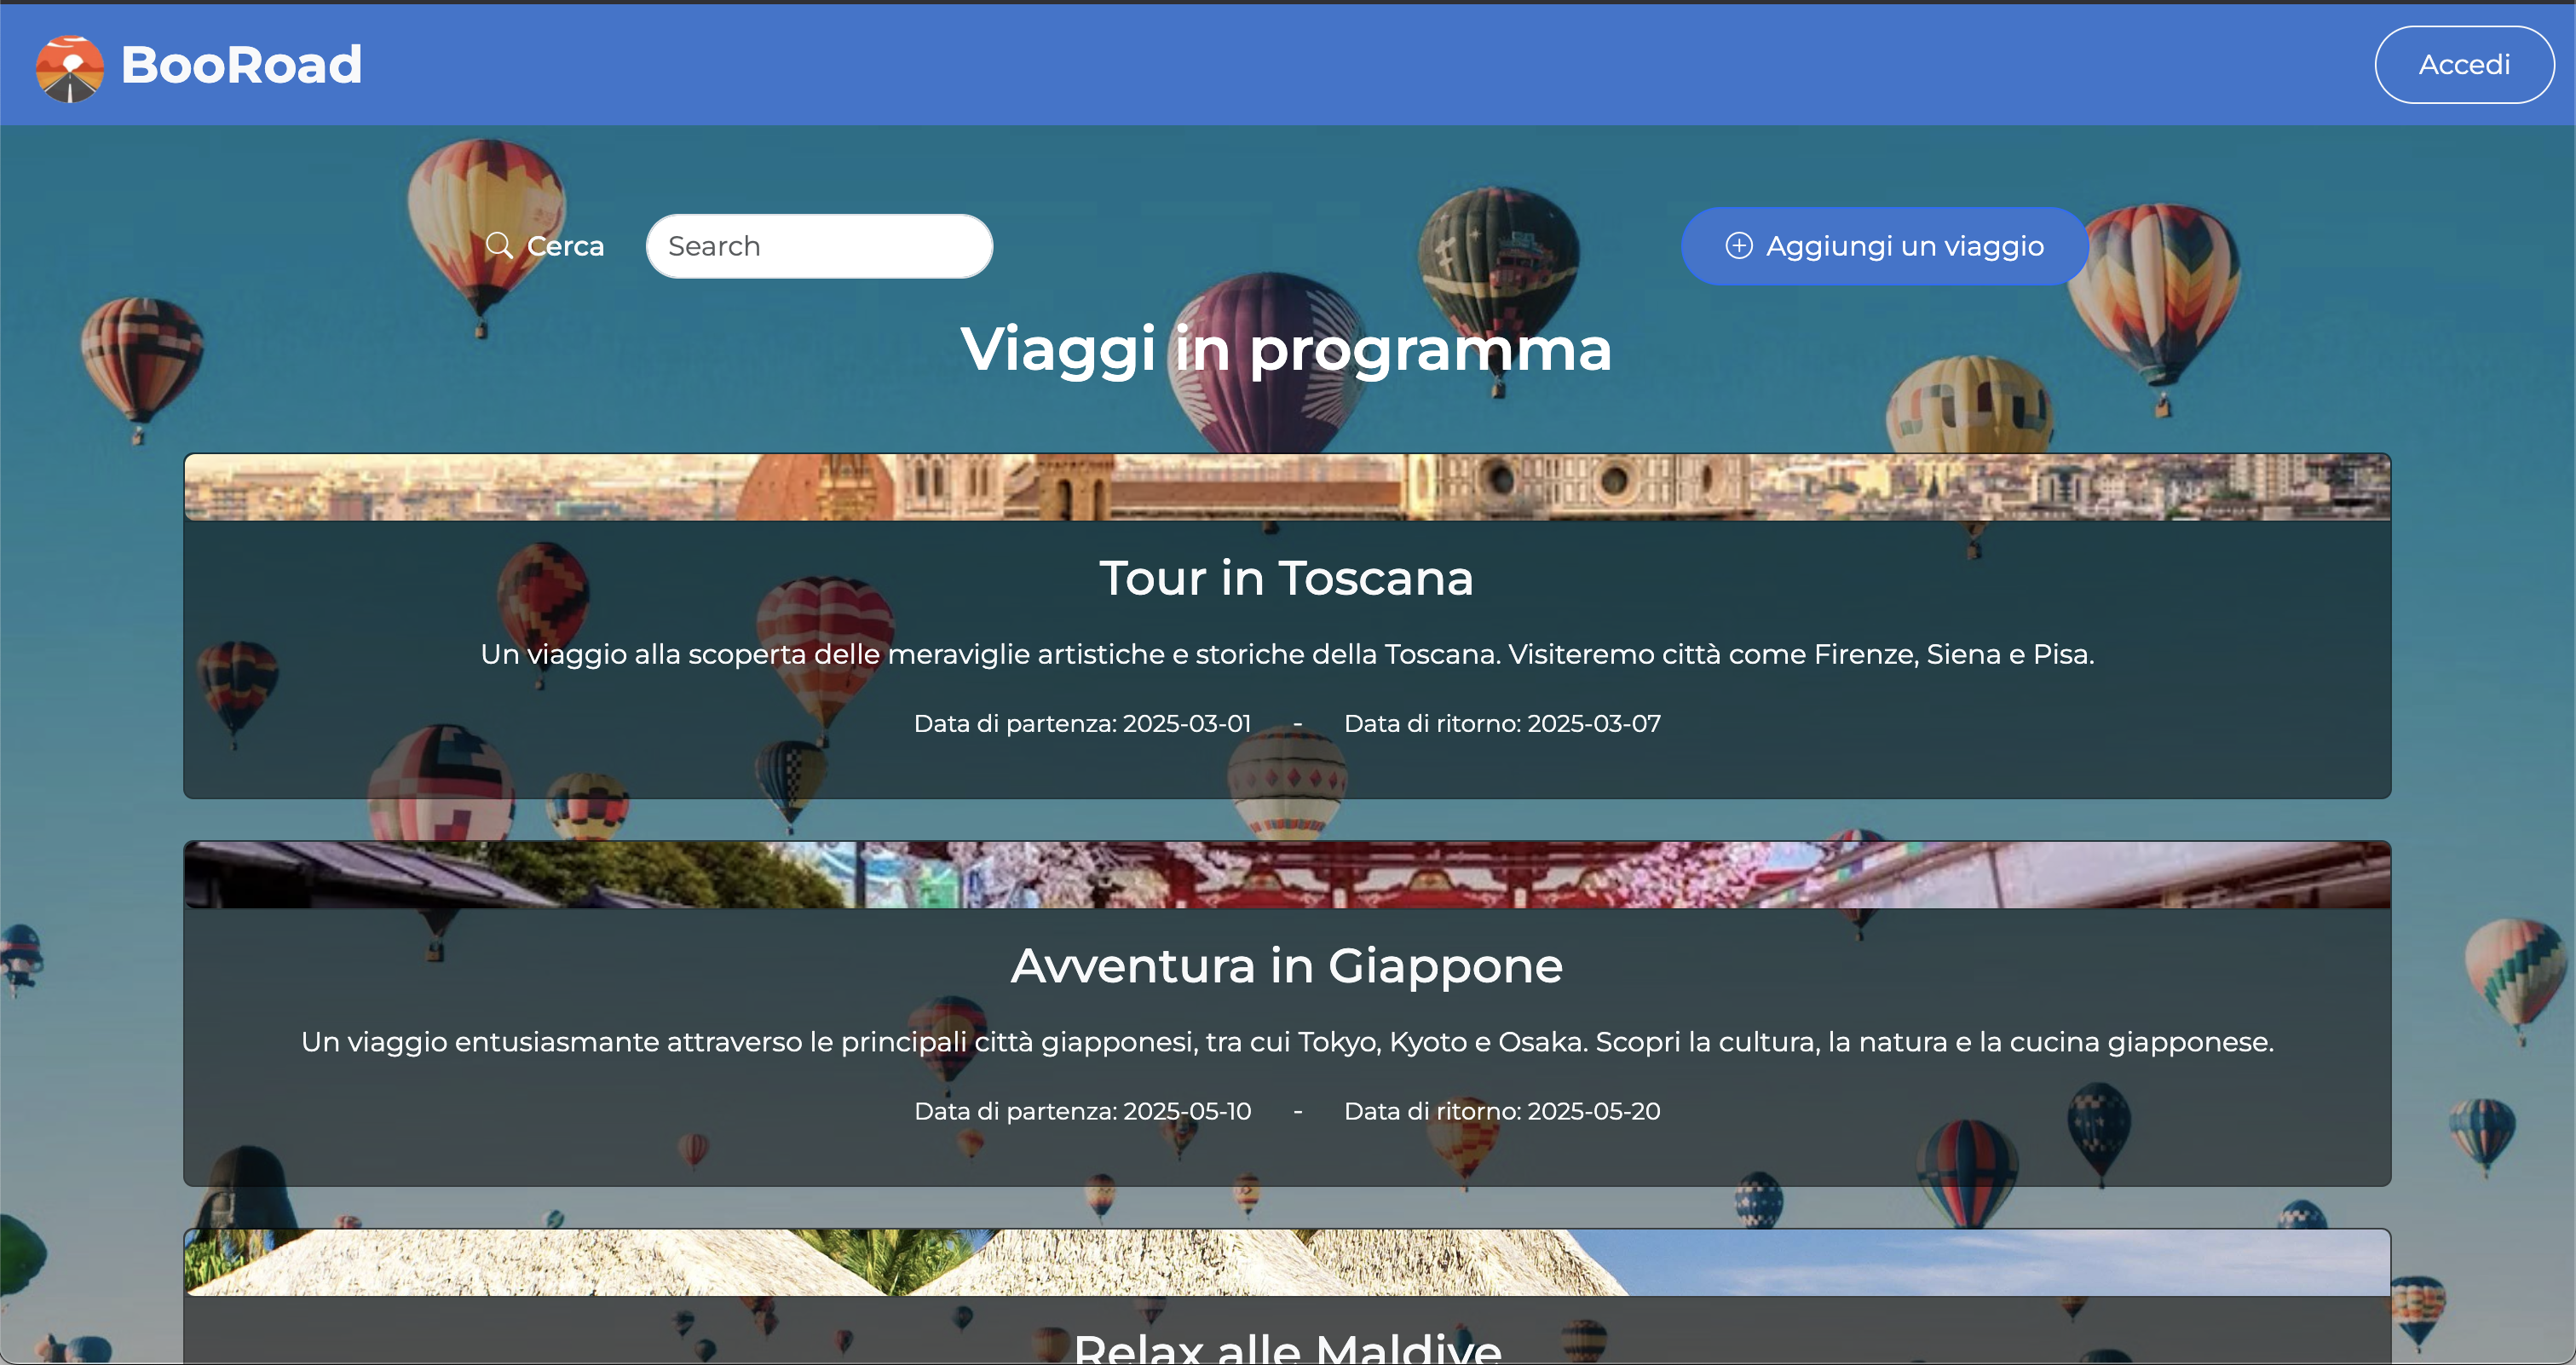 BooRoad
Accedi
Cerca
Search
Aggiungi un viaggio
Viaggi in programma
Tour in Toscana
Un viaggio alla scoperta delle meraviglie artistiche e storiche della Toscana. Visiteremo città come Firenze, Siena e Pisa.
Data di partenza: 2025-03-01 - Data di ritorno: 2025-03-07
Avventura in Giappone
Un viaggio entusiasmante attraverso le principali città giapponesi, tra cui Tokyo, Kyoto e Osaka. Scopri la cultura, la natura e la cucina giapponese.
Data di partenza: 2025-05-10 - Data di ritorno: 2025-05-20
Relax alle Maldive